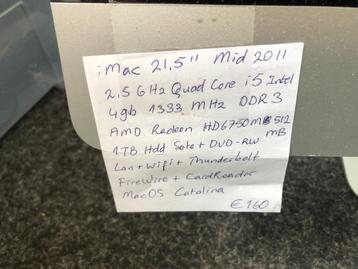 iMac 21,5" Mid 2011
2,5 GHz Quad Core i5 Intel
4gb 1333 MHz DDR3
AMD Radeon HD6750M 512 mB
1TB Hdd Sata + DVD-RW
Lan + Wifi + Thunderbolt
FireWire + CardReader
MacOS Catalina
€160